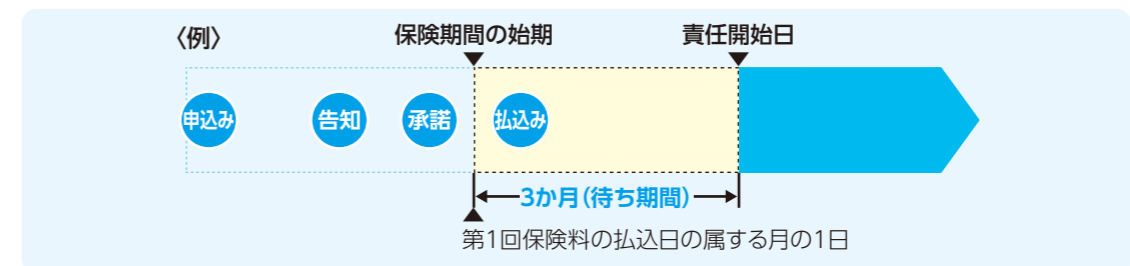 〈例〉
保険期間の始期
責任開始日
申込み
告知
承諾
払込み
3か月(待ち期間)
第1回保険料の払込日の属する月の1日